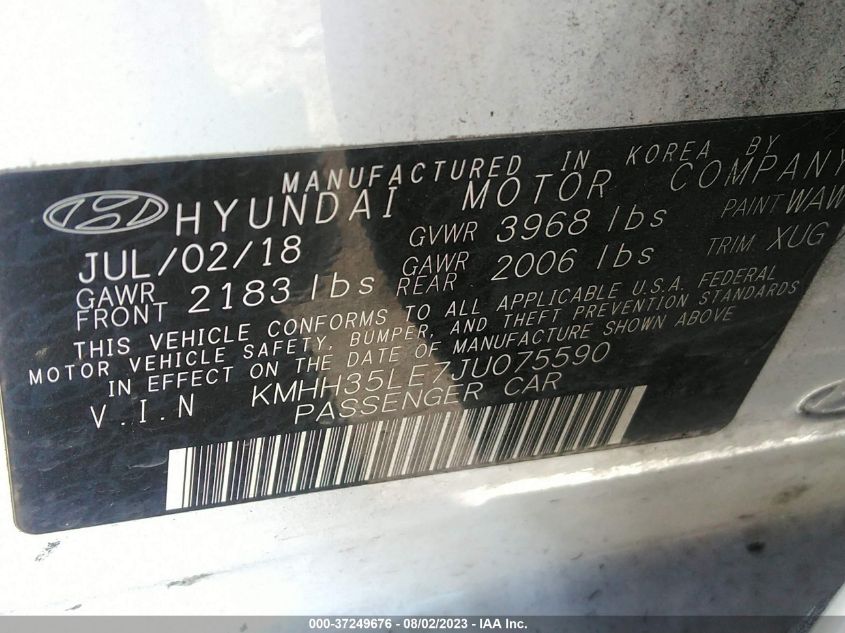 MANUFACTURED IN KOREA BY
HYUNDAI MOTOR COMPANY
JUL/02/18 GVWR 3968 lbs PAINT WAW
GAWR FRONT 2183 lbs GAWR REAR 2006 lbs TRIM. XUG
THIS VEHICLE CONFORMS TO ALL APPLICABLE U.S.A. FEDERAL
MOTOR VEHICLE SAFETY, BUMPER, AND THEFT PREVENTION STANDARDS
IN EFFECT ON THE DATE OF MANUFACTURE SHOWN ABOVE
V.I.N KMHH35LE7JU075590
PASSENGER CAR
000-37249676 - 08/02/2023 - IAA Inc.